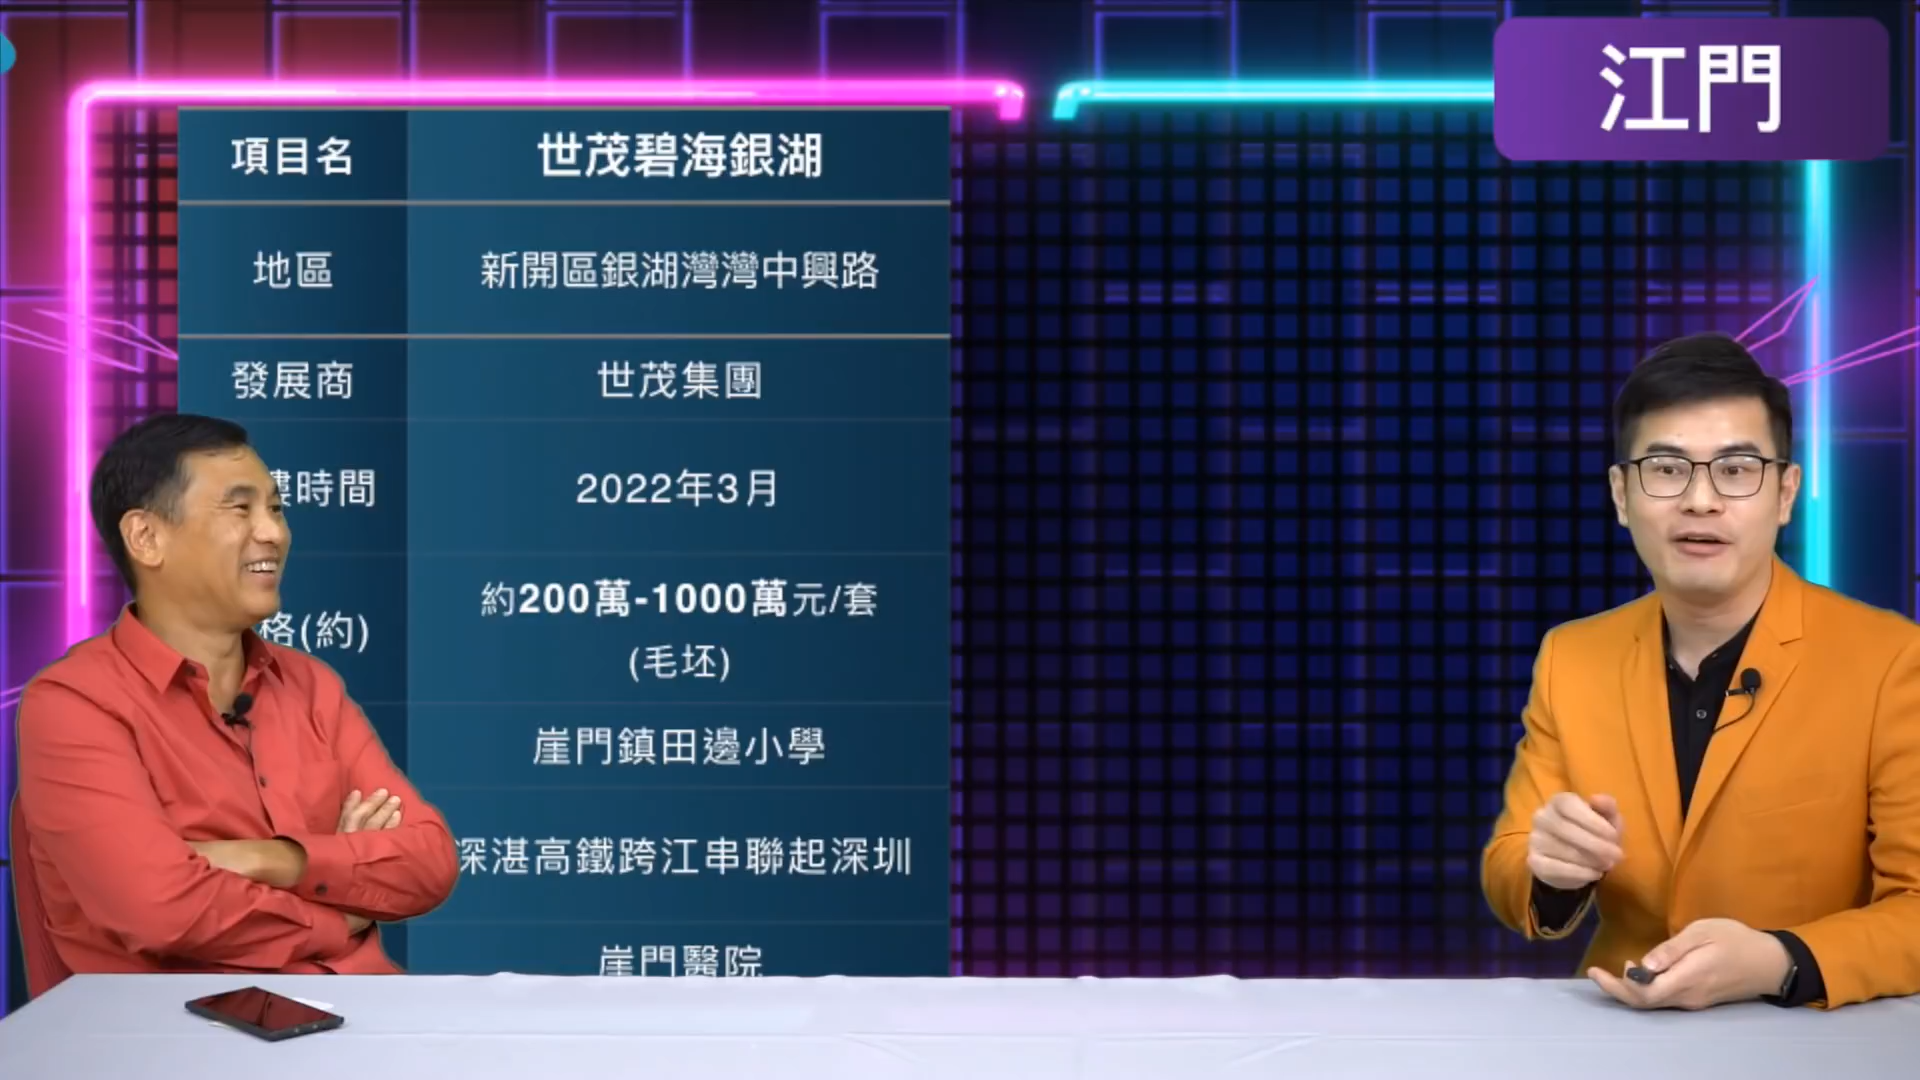 江門
項目名 世茂碧海銀湖
地區 新開區銀湖灣灣中興路
發展商 世茂集團
樓時間 2022年3月
格(約) 約200萬-1000萬元/套
(毛坯)
崖門鎮田邊小學
深湛高鐵跨江串聯起深圳
崖門醫院